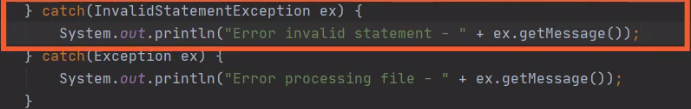 } catch(InvalidStatementException ex) {
System.out.println("Error invalid statement - " + ex.getMessage());
} catch(Exception ex) {
System.out.println("Error processing file - " + ex.getMessage());
}